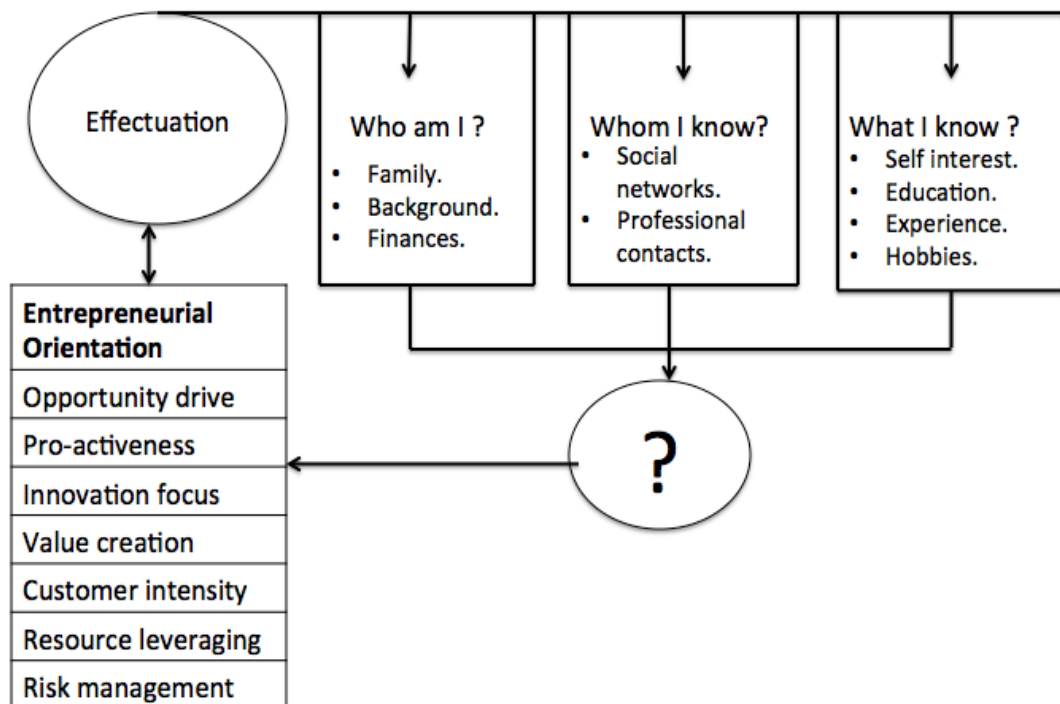 Effectuation
Who am I ?
• Family.
• Background.
• Finances.
Whom I know?
• Social
networks.
• Professional
contacts.
What I know ?
• Self interest.
• Education.
• Experience.
• Hobbies.
Entrepreneurial
Orientation
Opportunity drive
Pro-activeness
Innovation focus
Value creation
Customer intensity
Resource leveraging
Risk management
?